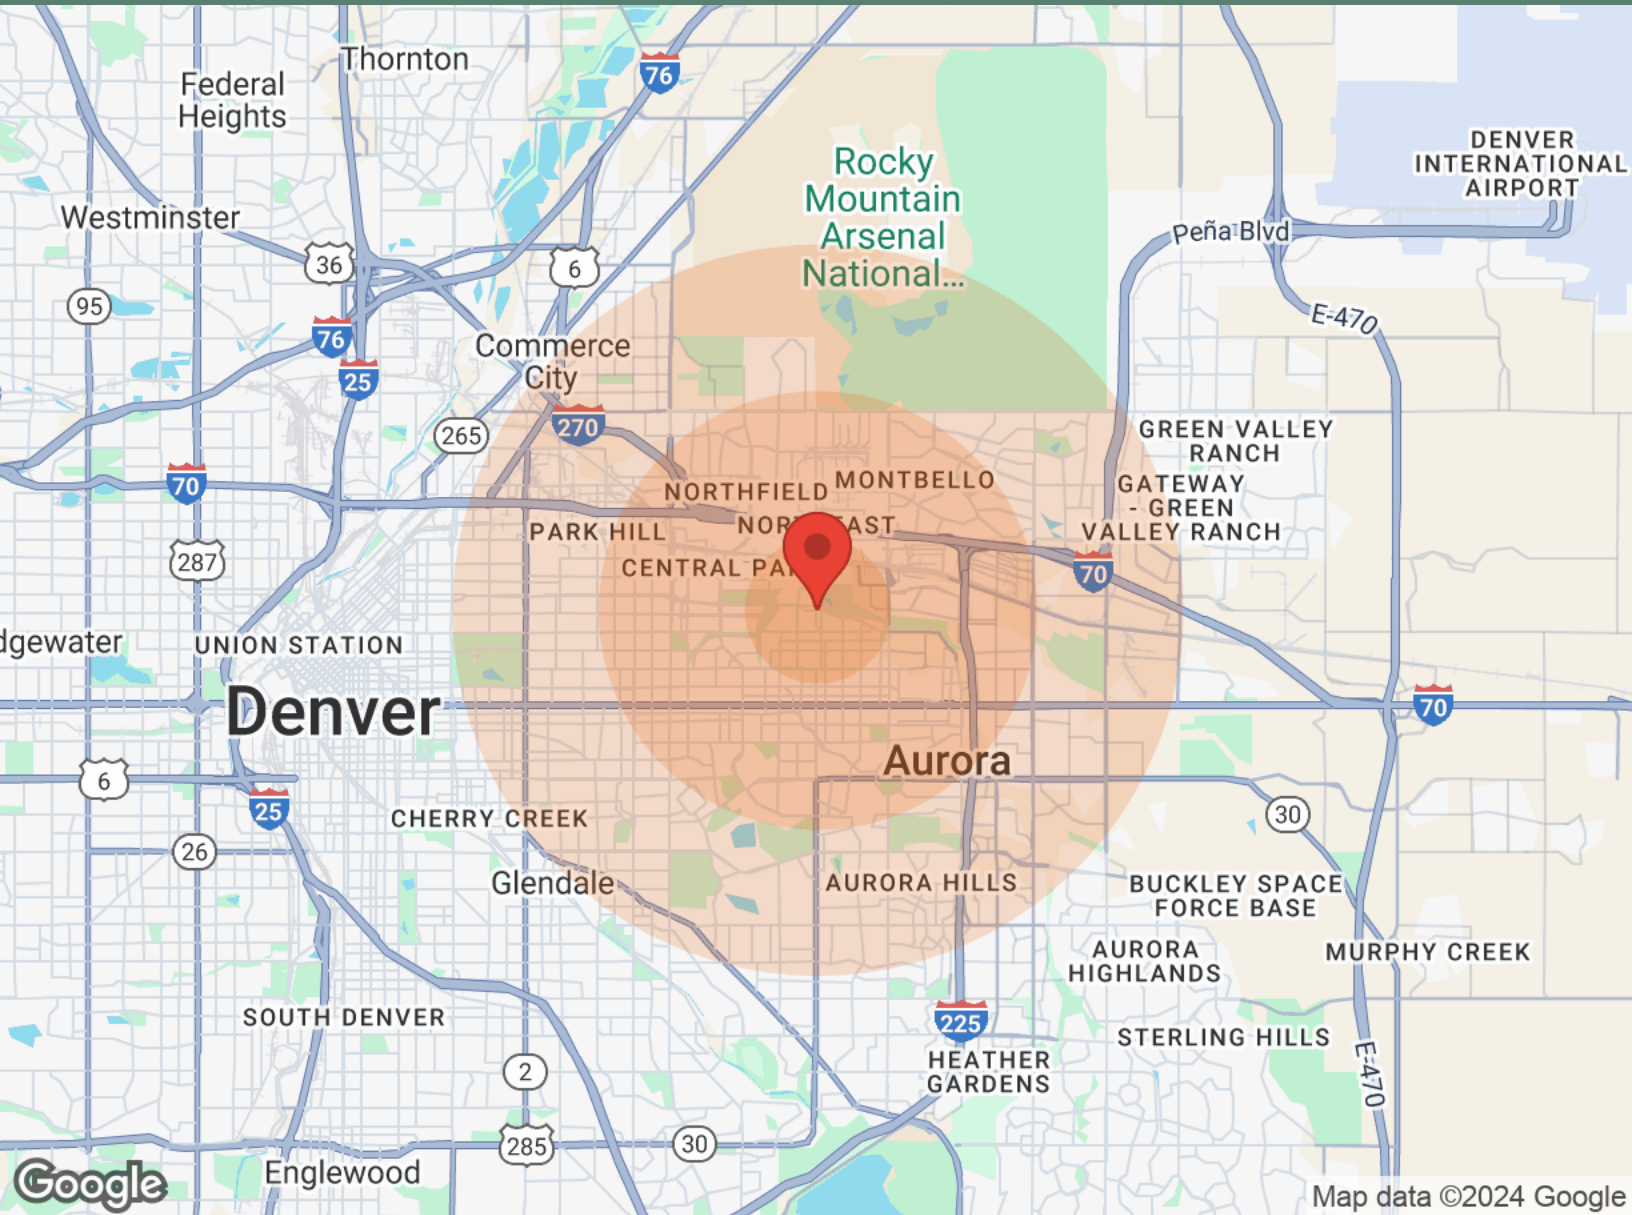 Thornton
76
Federal
Heights
Rocky
Mountain
Arsenal
National...
DENVER
INTERNATIONAL
AIRPORT
Westminster
Peña Blvd
36
6
95
E-470
76
Commerce
City
25
270
265
GREEN VALLEY
RANCH
70
NORTHFIELD
MONTBELLO
GATEWAY
- GREEN
VALLEY RANCH
PARK HILL
287
CENTRAL
70
dgewater
UNION STATION
Denver
70
Aurora
6
25
CHERRY CREEK
30
26
Glendale
AURORA HILLS
BUCKLEY SPACE
FORCE BASE
AURORA
HIGHLANDS
MURPHY CREEK
SOUTH DENVER
225
STERLING HILLS
2
HEATHER
GARDENS
E-470
285
30
Englewood
Google
Map data ©2024 Google